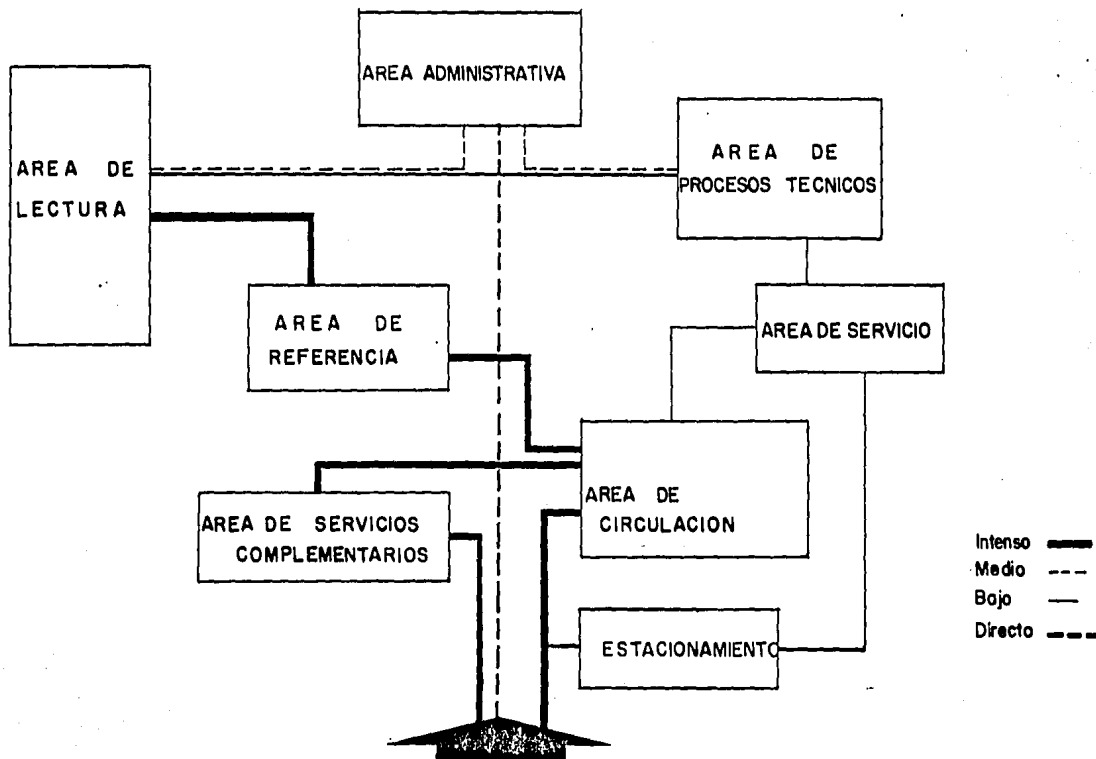 AREA ADMINISTRATIVA
AREA DE
LECTURA
AREA DE
PROCESOS TECNICOS
AREA DE
REFERENCIA
AREA DE SERVICIO
AREA DE SERVICIOS
COMPLEMENTARIOS
AREA DE
CIRCULACION
ESTACIONAMIENTO
Intenso
Medio
Bajo
Directo